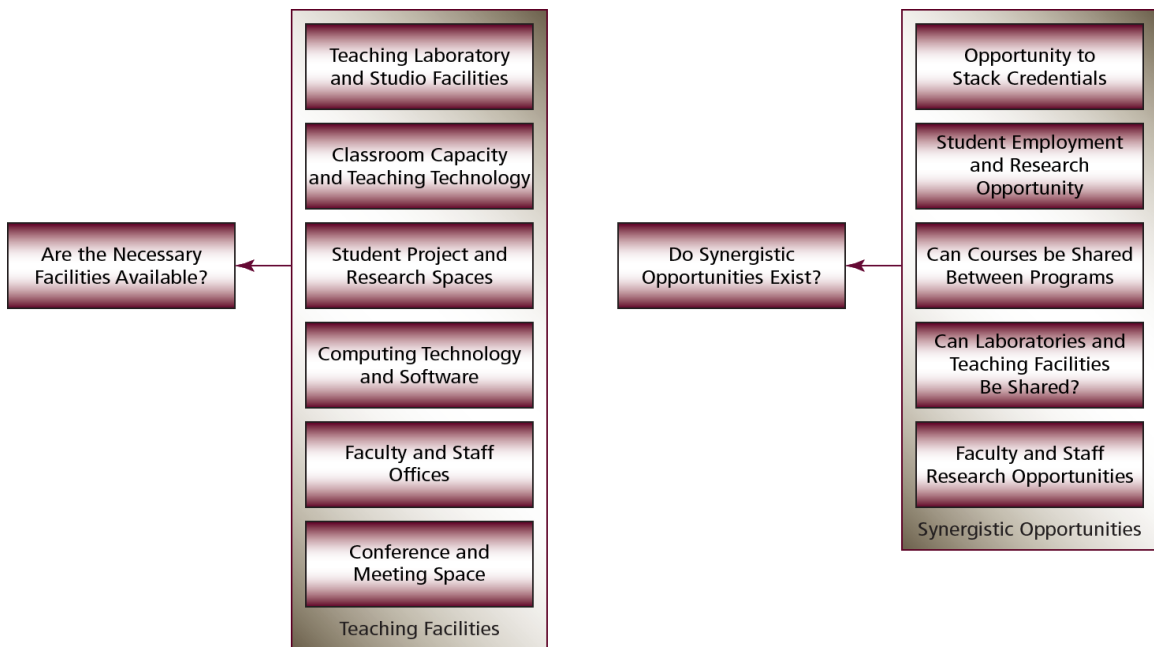 Are the Necessary
Facilities Available?
Teaching Laboratory
and Studio Facilities
Classroom Capacity
and Teaching Technology
Student Project and
Research Spaces
Computing Technology
and Software
Faculty and Staff
Offices
Conference and
Meeting Space
Teaching Facilities
Do Synergistic
Opportunities Exist?
Opportunity to
Stack Credentials
Student Employment
and Research
Opportunity
Can Courses be Shared
Between Programs
Can Laboratories and
Teaching Facilities
Be Shared?
Faculty and Staff
Research Opportunities
Synergistic Opportunities